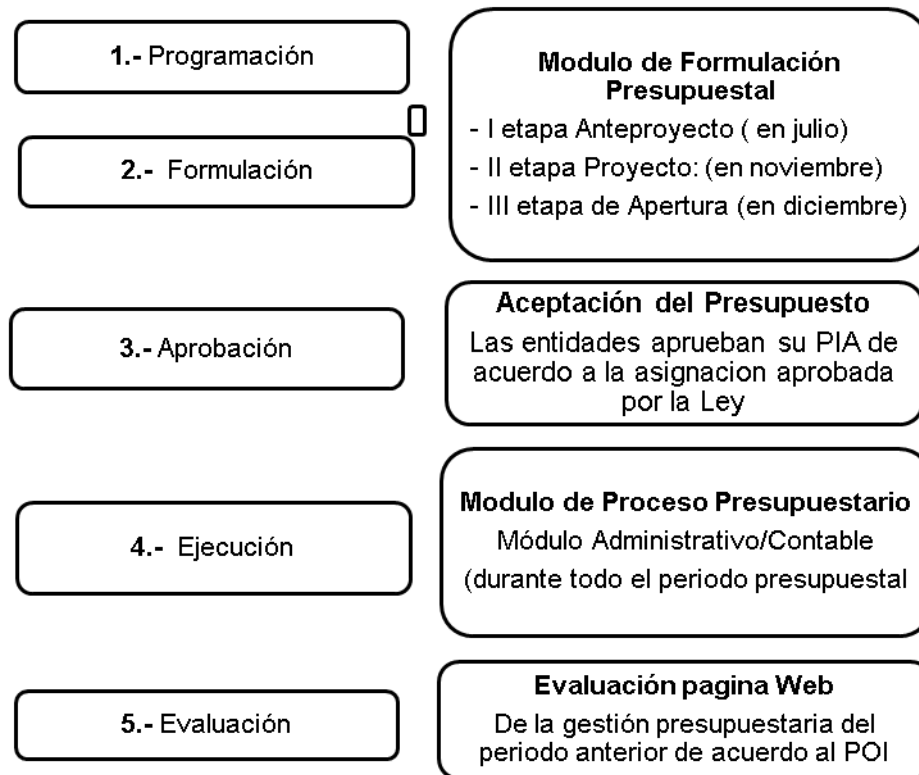 1.- Programación
Modulo de Formulación
Presupuestal
- I etapa Anteproyecto ( en julio)
- II etapa Proyecto: (en noviembre)
- III etapa de Apertura (en diciembre)
2.- Formulación
3.- Aprobación
Aceptación del Presupuesto
Las entidades aprueban su PIA de
acuerdo a la asignacion aprobada
por la Ley
4.- Ejecución
Modulo de Proceso Presupuestario
Módulo Administrativo/Contable
(durante todo el periodo presupuestal
5.- Evaluación
Evaluación pagina Web
De la gestión presupuestaria del
periodo anterior de acuerdo al POI